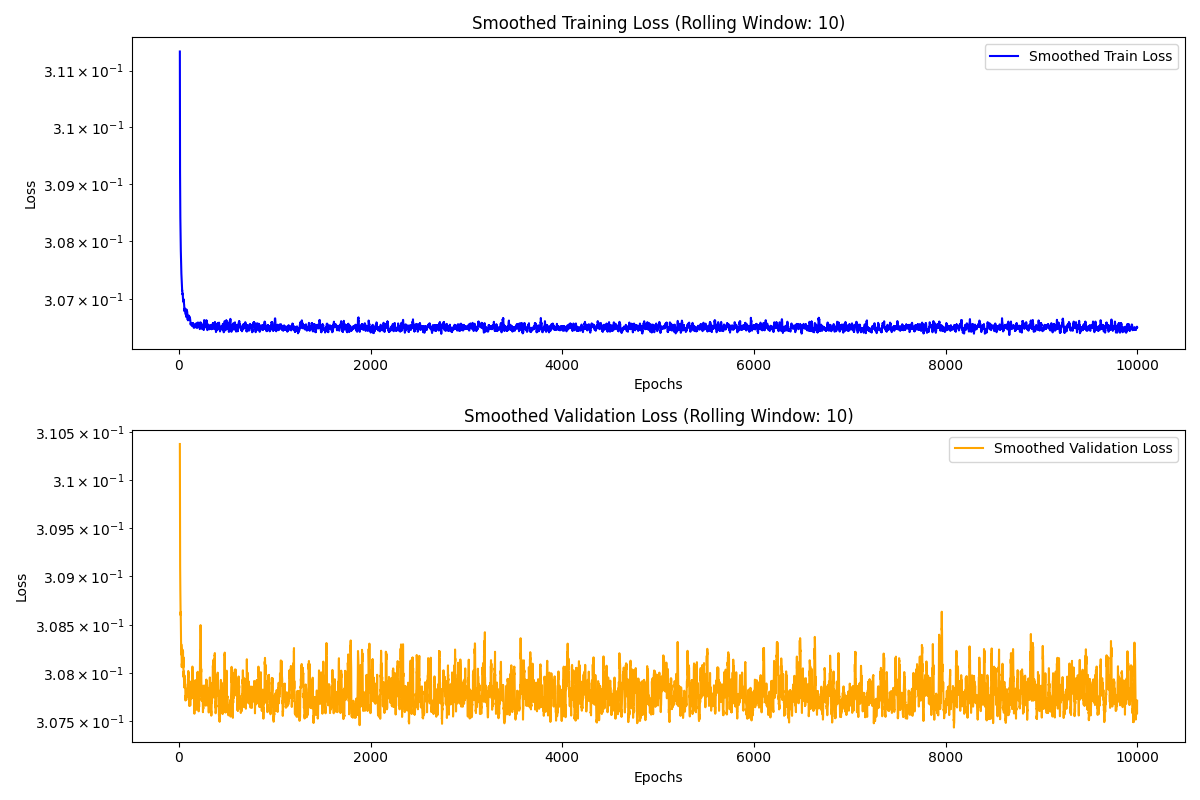 Smoothed Training Loss (Rolling Window: 10)
Smoothed Train Loss
3.11 × 10⁻¹
3.1 × 10⁻¹
3.09 × 10⁻¹
3.08 × 10⁻¹
3.07 × 10⁻¹
Loss
0 2000 4000 6000 8000 10000
Epochs
Smoothed Validation Loss (Rolling Window: 10)
Smoothed Validation Loss
3.105 × 10⁻¹
3.1 × 10⁻¹
3.095 × 10⁻¹
3.09 × 10⁻¹
3.085 × 10⁻¹
3.08 × 10⁻¹
3.075 × 10⁻¹
Loss
0 2000 4000 6000 8000 10000
Epochs